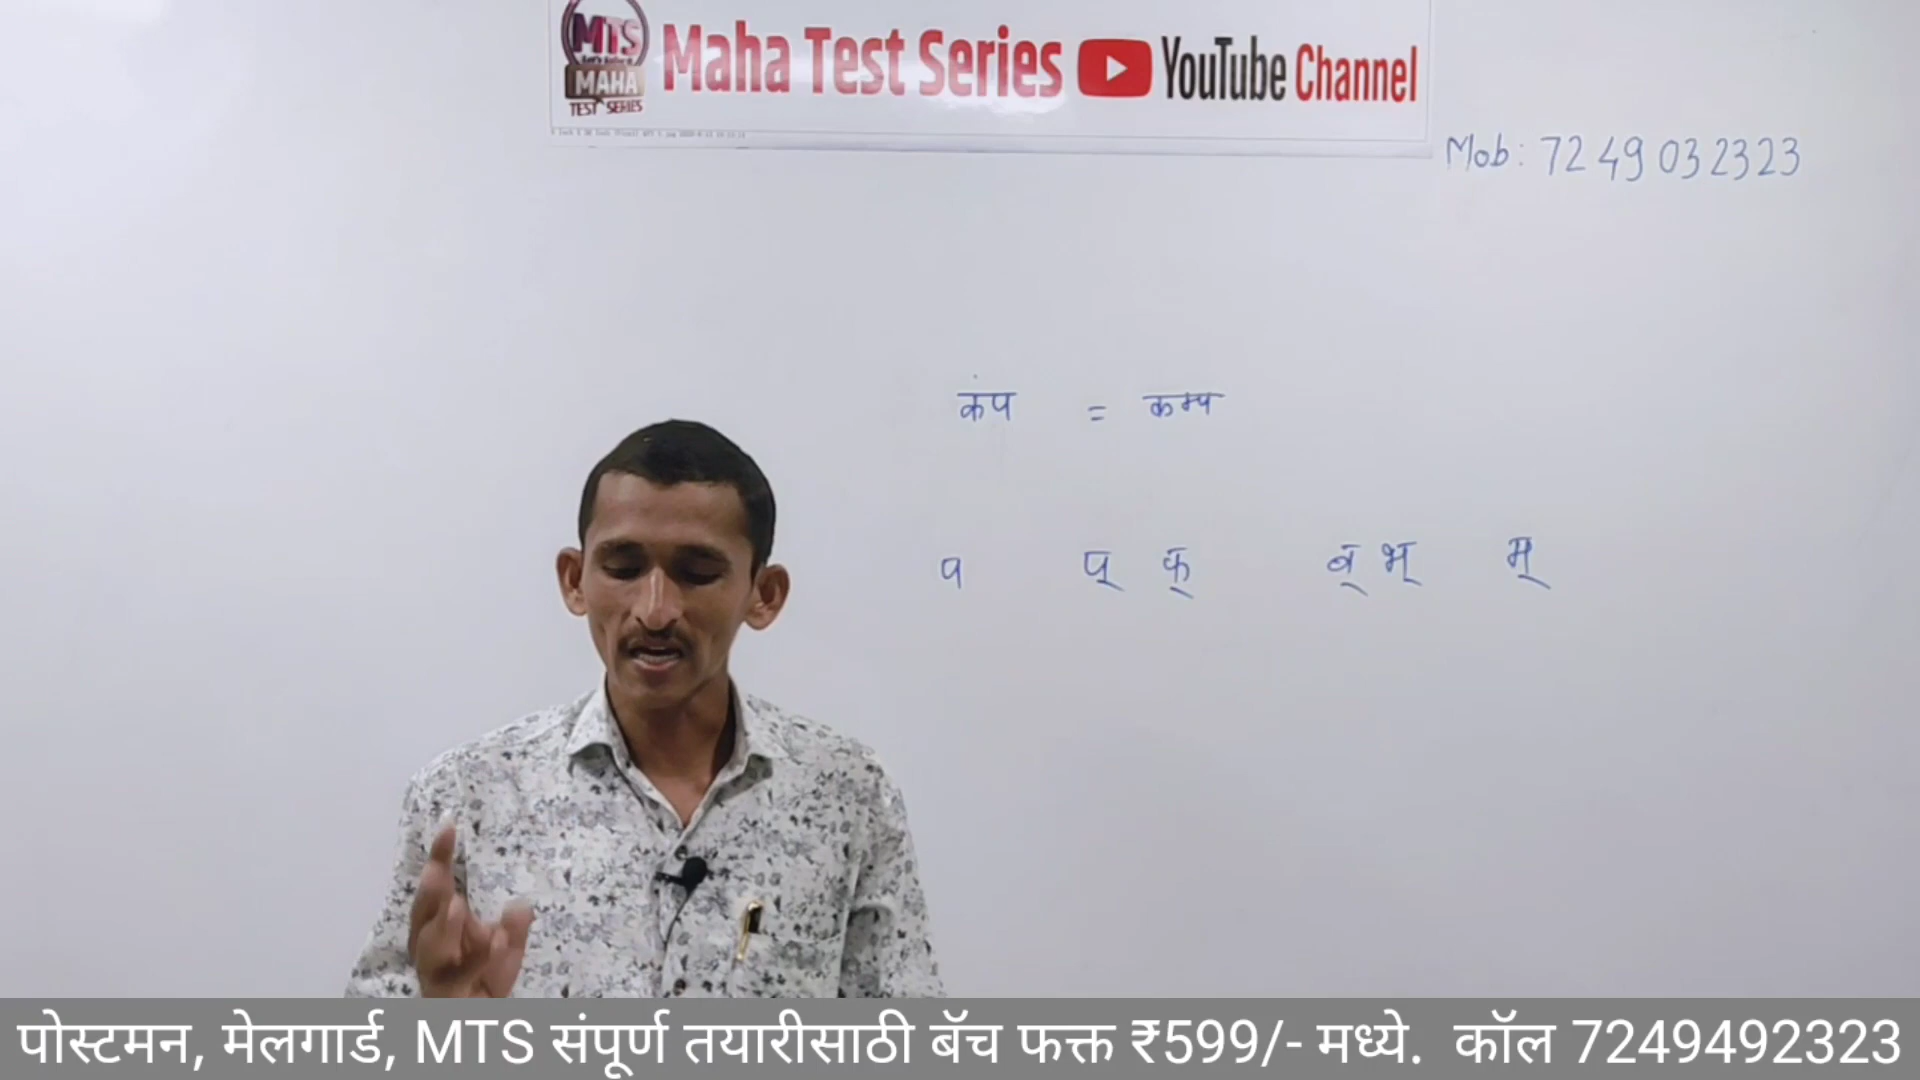 MTS
MAHA
TEST SERIES
Maha Test Series YouTube Channel
Mob: 7249032323
कंप = कम्प
प प् फ् ब् भ् म्
पोस्टमन, मेलगार्ड, MTS संपूर्ण तयारीसाठी बॅच फक्त ₹599/- मध्ये. कॉल 7249492323